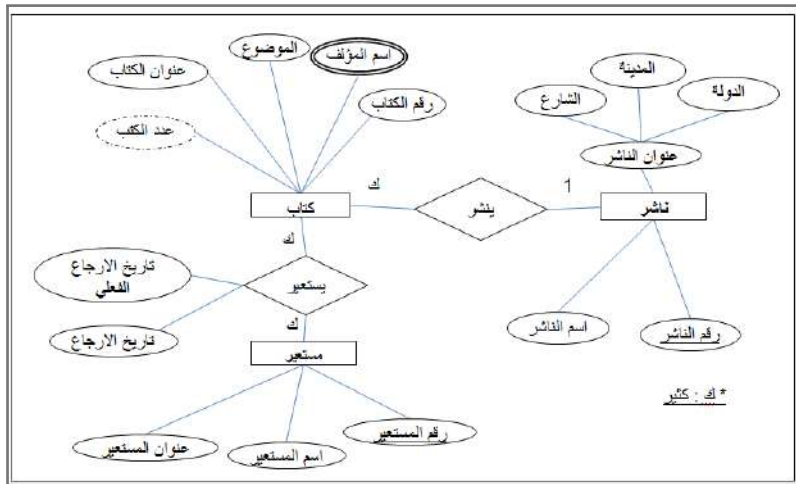 الموضوع
اسم المؤلف
عنوان الكتاب
رقم الكتاب
عدد الكتب
المدينة
الدولة
الشارع
عنوان الناشر
كتاب
ك
ينشر
1
ناشر
ك
تاريخ الارجاع
الفعلي
يستعير
ك
تاريخ الارجاع
مستعير
اسم الناشر
رقم الناشر
* ك : كثير
عنوان المستعير
اسم المستعير
رقم المستعير